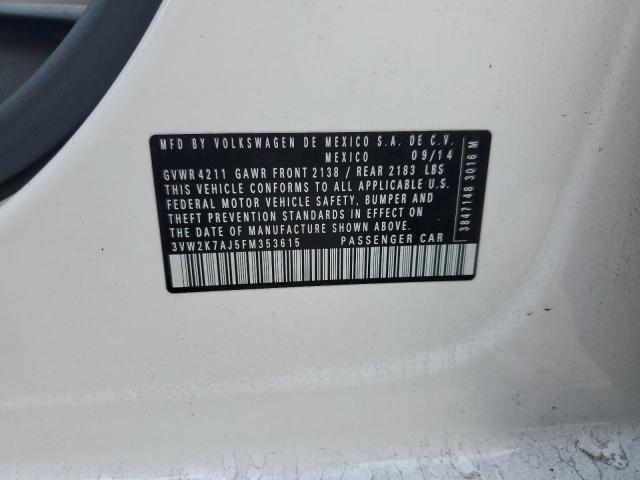 MFD BY VOLKSWAGEN DE MEXICO S.A. DE C.V.
MEXICO 09/14
GVWR 4211 GAWR FRONT 2138 / REAR 2183 LBS
THIS VEHICLE CONFORMS TO ALL APPLICABLE U.S.
FEDERAL MOTOR VEHICLE SAFETY, BUMPER AND
THEFT PREVENTION STANDARDS IN EFFECT ON
THE DATE OF MANUFACTURE SHOWN ABOVE
3VW2K7AJ5FM353615 PASSENGER CAR
3847148 3016 M